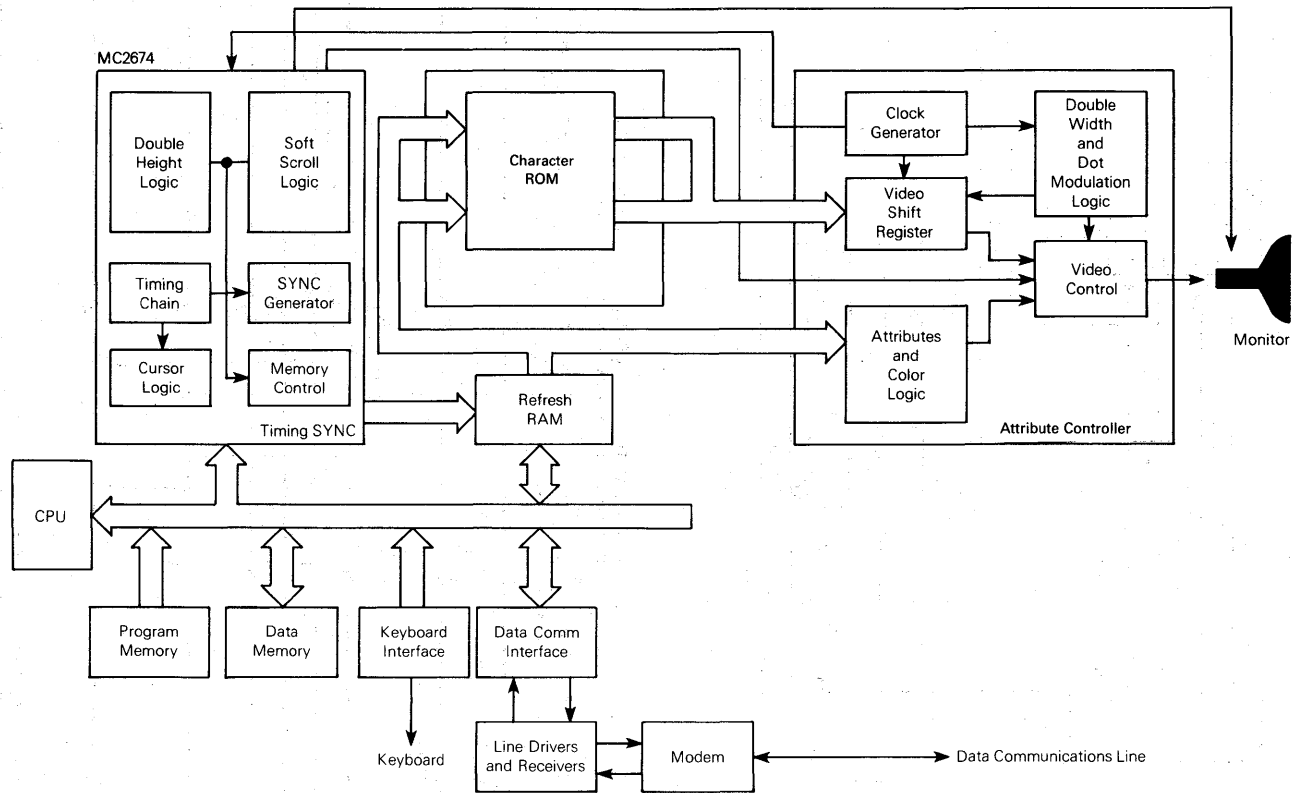 MC2674
Double
Height
Logic
Soft
Scroll
Logic
Timing
Chain
SYNC
Generator
Cursor
Logic
Memory
Control
Timing SYNC
Character
ROM
Refresh
RAM
Clock
Generator
Double
Width
and
Dot
Modulation
Logic
Video
Shift
Register
Video
Control
Attributes
and
Color
Logic
Attribute Controller
Monitor
CPU
Program
Memory
Data
Memory
Keyboard
Interface
Data Comm
Interface
Keyboard
Line Drivers
and Receivers
Modem
Data Communications Line